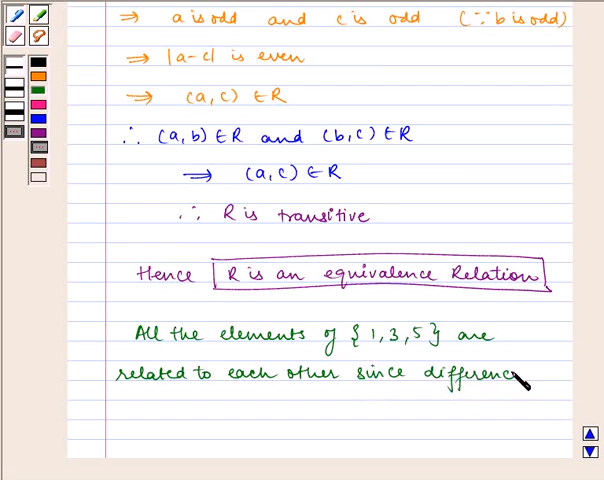 ⇒ a is odd and c is odd (∵ b is odd)
⇒ |a-c| is even
⇒ (a,c) ∈ R
∴ (a,b) ∈ R and (b,c) ∈ R
⇒ (a,c) ∈ R
∴ R is transitive
Hence R is an equivalence Relation
All the elements of {1,3,5} are
related to each other since differenc